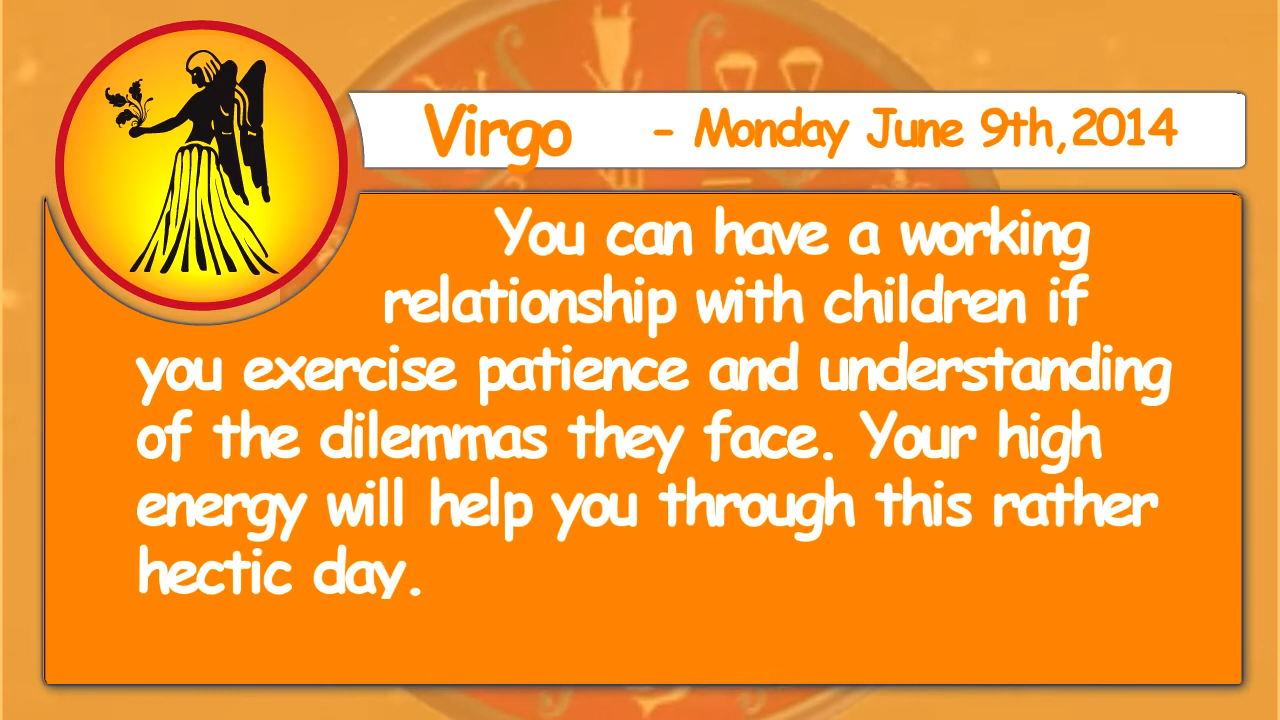 Virgo - Monday June 9th,2014
You can have a working
relationship with children if
you exercise patience and understanding
of the dilemmas they face. Your high
energy will help you through this rather
hectic day.